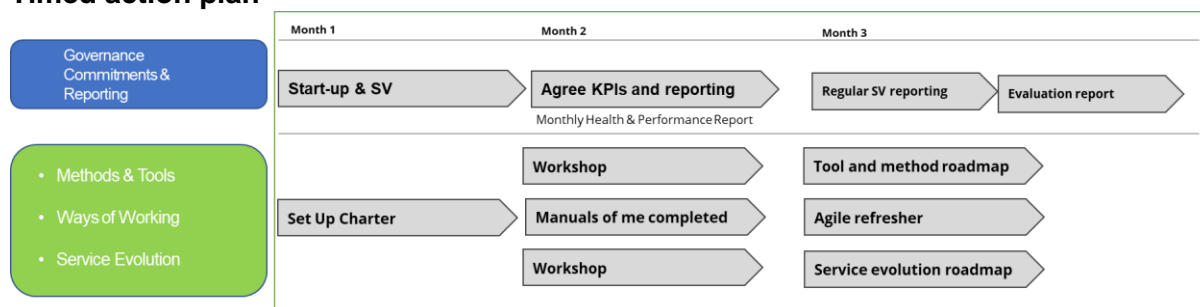 Timed action plan
Month 1
Month 2
Month 3
Governance
Commitments &
Reporting
Start-up & SV
Agree KPIs and reporting
Regular SV reporting
Evaluation report
Monthly Health & Performance Report
• Methods & Tools
• Ways of Working
• Service Evolution
Workshop
Tool and method roadmap
Set Up Charter
Manuals of me completed
Agile refresher
Workshop
Service evolution roadmap